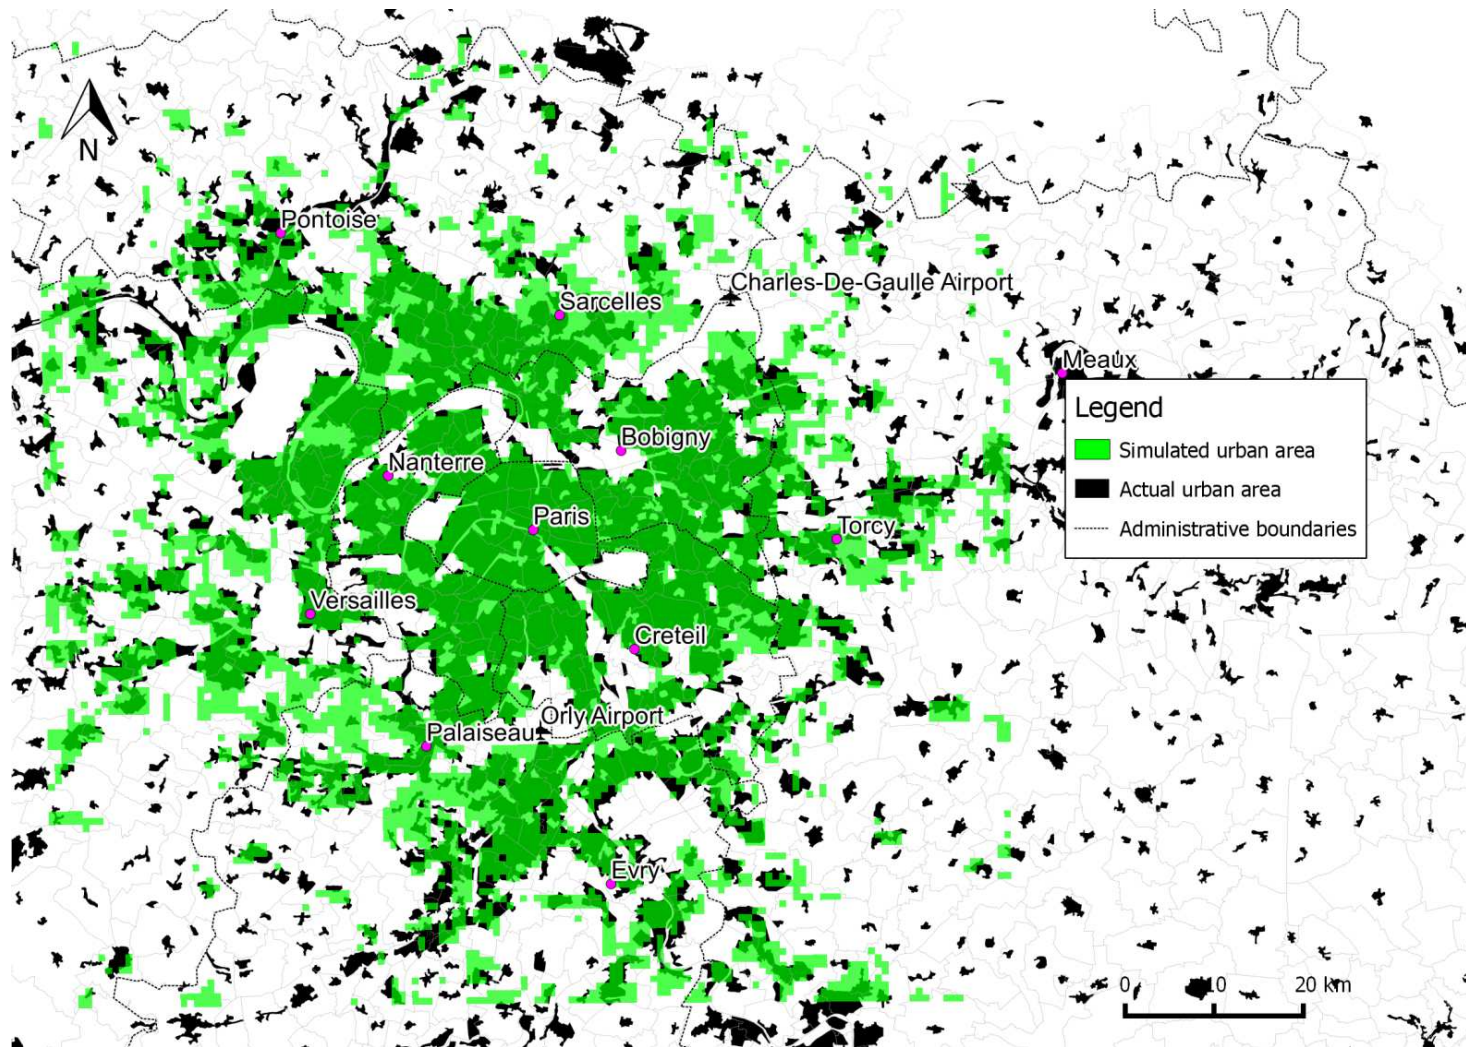 N
Pontoise
Charles-De-Gaulle Airport
Sarcelles
Meaux
Legend
Simulated urban area
Actual urban area
Administrative boundaries
Bobigny
Nanterre
Paris
Torcy
Versailles
Creteil
Orly Airport
Palaiseau
Evry
0 10 20 km